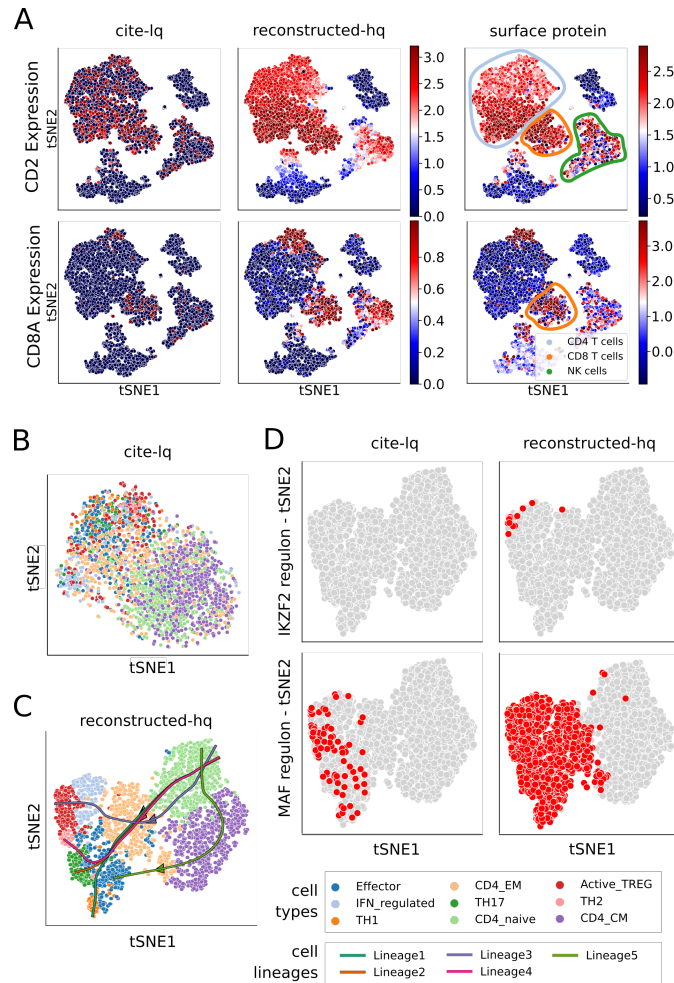 A
cite-lq
reconstructed-hq
surface protein
CD2 Expression
tSNE2
3.0
2.5
2.0
1.5
1.0
0.5
0.0
2.5
2.0
1.5
1.0
0.5
0.0
CD8A Expression
tSNE2
0.8
0.6
0.4
0.2
0.0
3
2
1
0
CD4 T cells
CD8 T cells
NK cells
tSNE1
tSNE1
tSNE1
B
cite-lq
tSNE2
tSNE1
C
reconstructed-hq
tSNE2
tSNE1
D
cite-lq
reconstructed-hq
IKZF2 regulon - tSNE2
MAF regulon - tSNE2
tSNE1
tSNE1
cell types
Effector
CD4_EM
Active_TREG
IFN_regulated
TH17
TH2
TH1
CD4_naive
CD4_CM
cell lineages
Lineage1
Lineage3
Lineage5
Lineage2
Lineage4